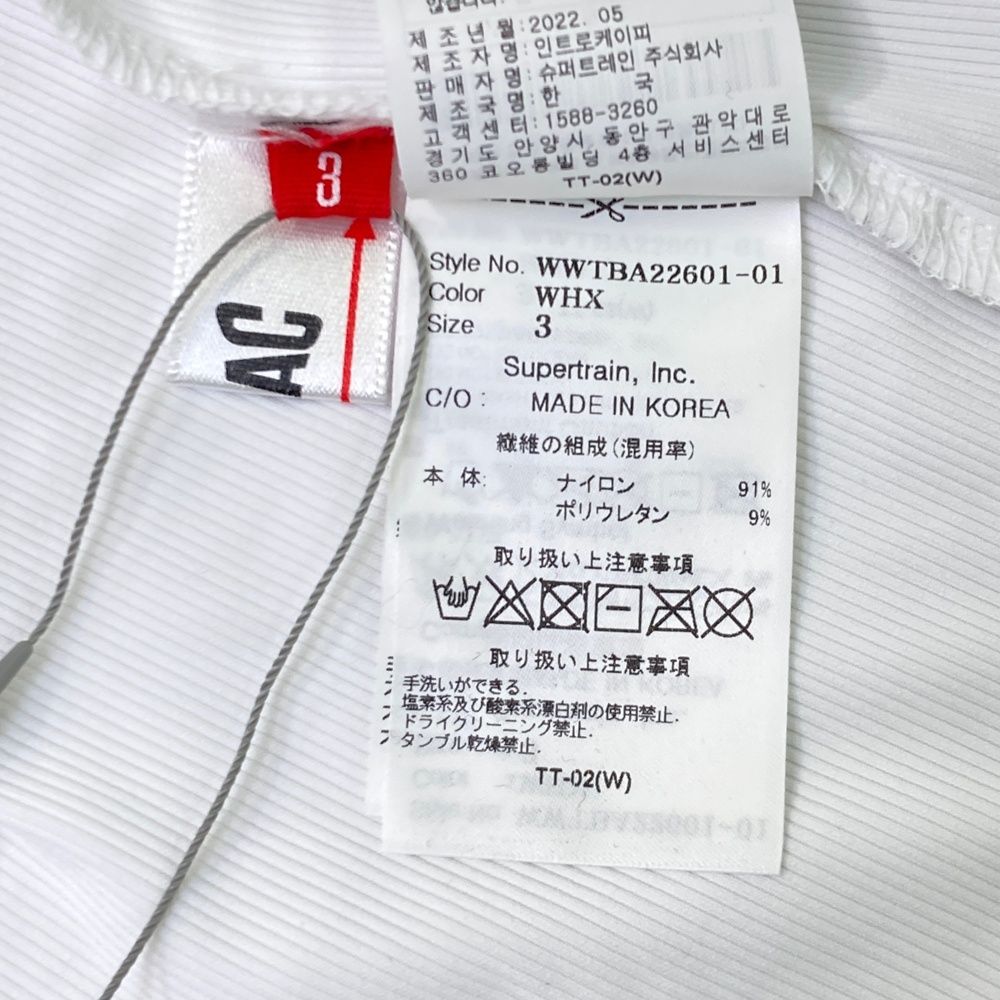 않습니다.
제 조 년 월:2022. 05
제 조 자 명:인트로케이피
판 매 자 명:슈퍼트레인 주식회사
제 조 국 명:한 국
고 객 센 터:1588-3260
경 기 도 안 양 시 동 안 구 관 악 대 로
360 코 오 롱 빌 딩 4층 서 비 스 센 터
TT-02(W)
3
AC
Style No. WWTBA22601-01
Color WHX
Size 3
Supertrain, Inc.
C/O : MADE IN KOREA
繊維の組成(混用率)
本 体: ナイロン 91%
ポリウレタン 9%
取り扱い上注意事項
取り扱い上注意事項
手洗いができる.
塩素系及び酸素系漂白剤の使用禁止.
ドライクリーニング禁止.
タンブル乾燥禁止.
TT-02(W)